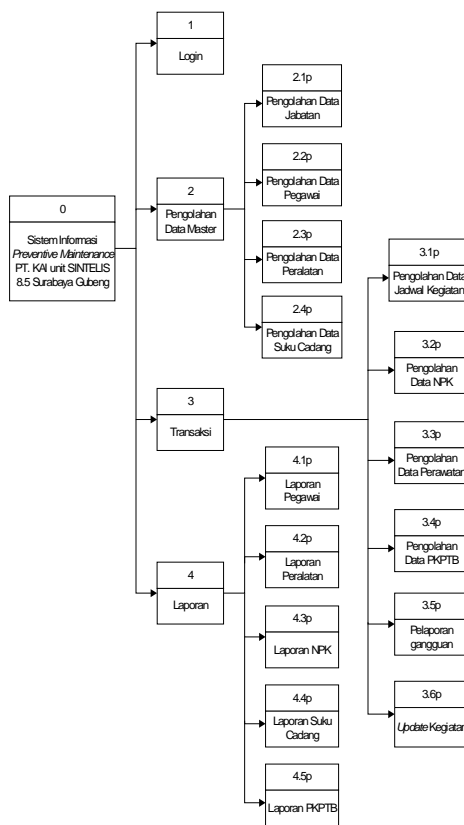 0
Sistem Informasi
Preventive Maintenance
PT. KAI unit SINTELIS
8.5 Surabaya Gubeng
1
Login
2
Pengolahan
Data Master
2.1p
Pengolahan Data
Jabatan
2.2p
Pengolahan Data
Pegawai
2.3p
Pengolahan Data
Peralatan
2.4p
Pengolahan Data
Suku Cadang
3
Transaksi
3.1p
Pengolahan Data
Jadwal Kegiatan
3.2p
Pengolahan
Data NPK
3.3p
Pengolahan
Data Perawatan
3.4p
Pengolahan
Data PKPTB
3.5p
Pelaporan
gangguan
3.6p
Update Kegiatan
4
Laporan
4.1p
Laporan
Pegawai
4.2p
Laporan
Peralatan
4.3p
Laporan NPK
4.4p
Laporan Suku
Cadang
4.5p
Laporan PKPTB